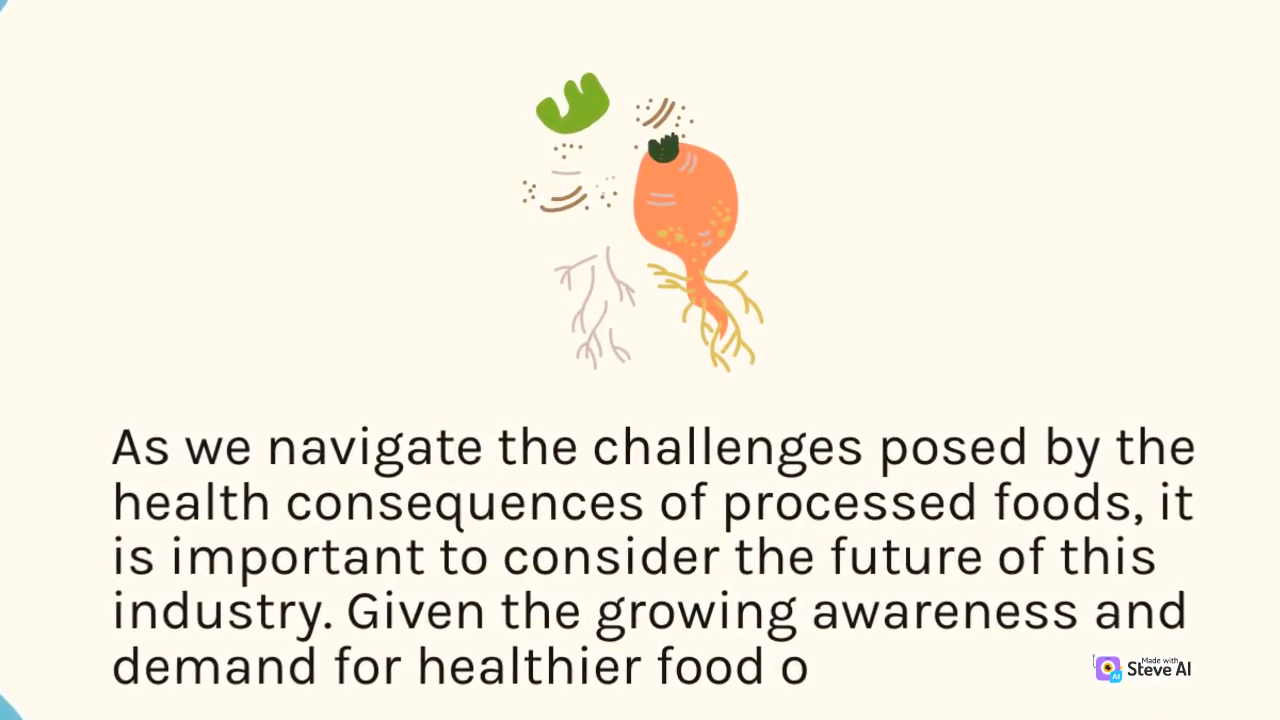 As we navigate the challenges posed by the
health consequences of processed foods, it
is important to consider the future of this
industry. Given the growing awareness and
demand for healthier food o
Made with
Steve AI
AI